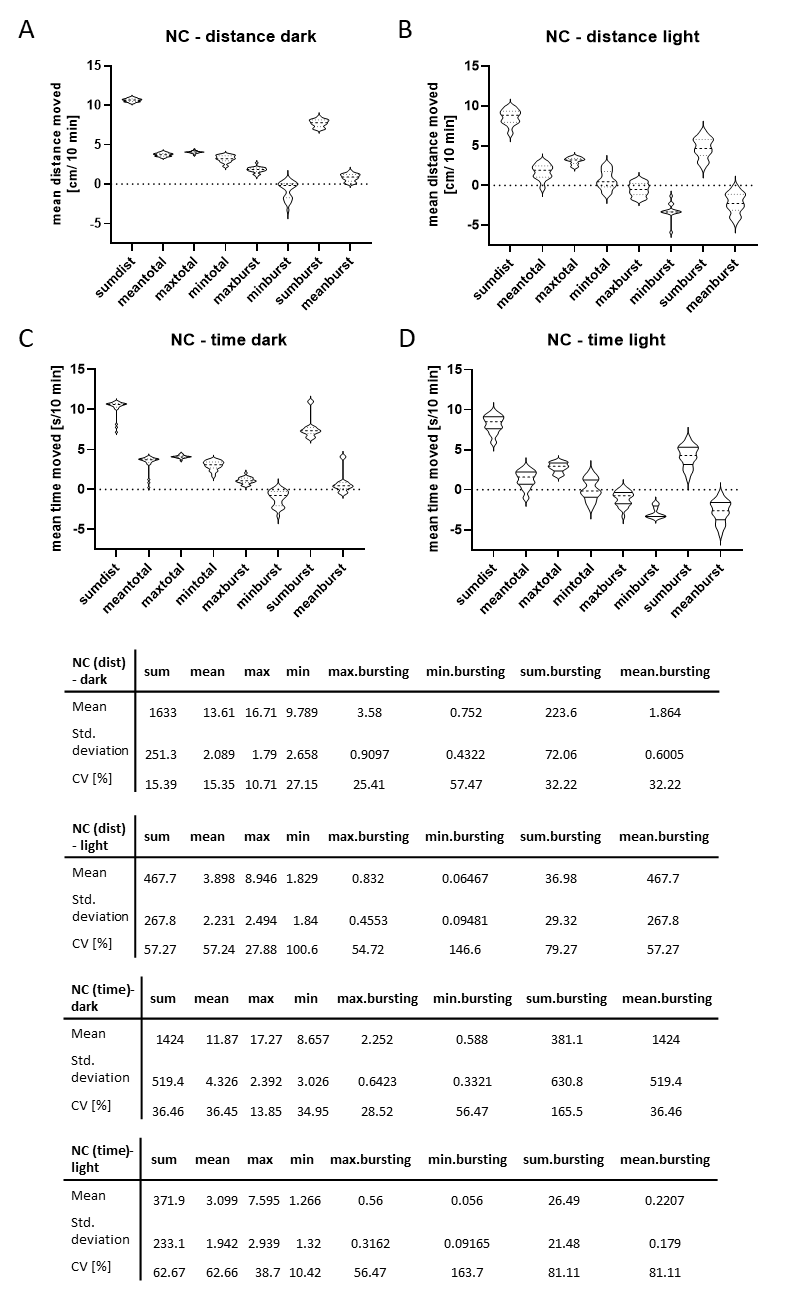 A
NC - distance dark
mean distance moved
[cm/ 10 min]
15
10
5
0
-5
sumdist
meantotal
maxtotal
mintotal
maxburst
minburst
sumburst
meanburst
B
NC - distance light
mean distance moved
[cm/ 10 min]
15
10
5
0
-5
sumdist
meantotal
maxtotal
mintotal
maxburst
minburst
sumburst
meanburst
C
NC - time dark
mean time moved [s/10 min]
15
10
5
0
-5
sumdist
meantotal
maxtotal
mintotal
maxburst
minburst
sumburst
meanburst
D
NC - time light
mean time moved [s/10 min]
15
10
5
0
-5
sumdist
meantotal
maxtotal
mintotal
maxburst
minburst
sumburst
meanburst
NC (dist)
- dark
sum mean max min max.bursting min.bursting sum.bursting mean.bursting
Mean 1633 13.61 16.71 9.789 3.58 0.752 223.6 1.864
Std.
deviation 251.3 2.089 1.79 2.658 0.9097 0.4322 72.06 0.6005
CV [%] 15.39 15.35 10.71 27.15 25.41 57.47 32.22 32.22
NC (dist)
- light
sum mean max min max.bursting min.bursting sum.bursting mean.bursting
Mean 467.7 3.898 8.946 1.829 0.832 0.06467 36.98 467.7
Std.
deviation 267.8 2.231 2.494 1.84 0.4553 0.09481 29.32 267.8
CV [%] 57.27 57.24 27.88 100.6 54.72 146.6 79.27 57.27
NC (time)-
dark
sum mean max min max.bursting min.bursting sum.bursting mean.bursting
Mean 1424 11.87 17.27 8.657 2.252 0.588 381.1 1424
Std.
deviation 519.4 4.326 2.392 3.026 0.6423 0.3321 630.8 519.4
CV [%] 36.46 36.45 13.85 34.95 28.52 56.47 165.5 36.46
NC (time)-
light
sum mean max min max.bursting min.bursting sum.bursting mean.bursting
Mean 371.9 3.099 7.595 1.266 0.56 0.056 26.49 0.2207
Std.
deviation 233.1 1.942 2.939 1.32 0.3162 0.09165 21.48 0.179
CV [%] 62.67 62.66 38.7 10.42 56.47 163.7 81.11 81.11